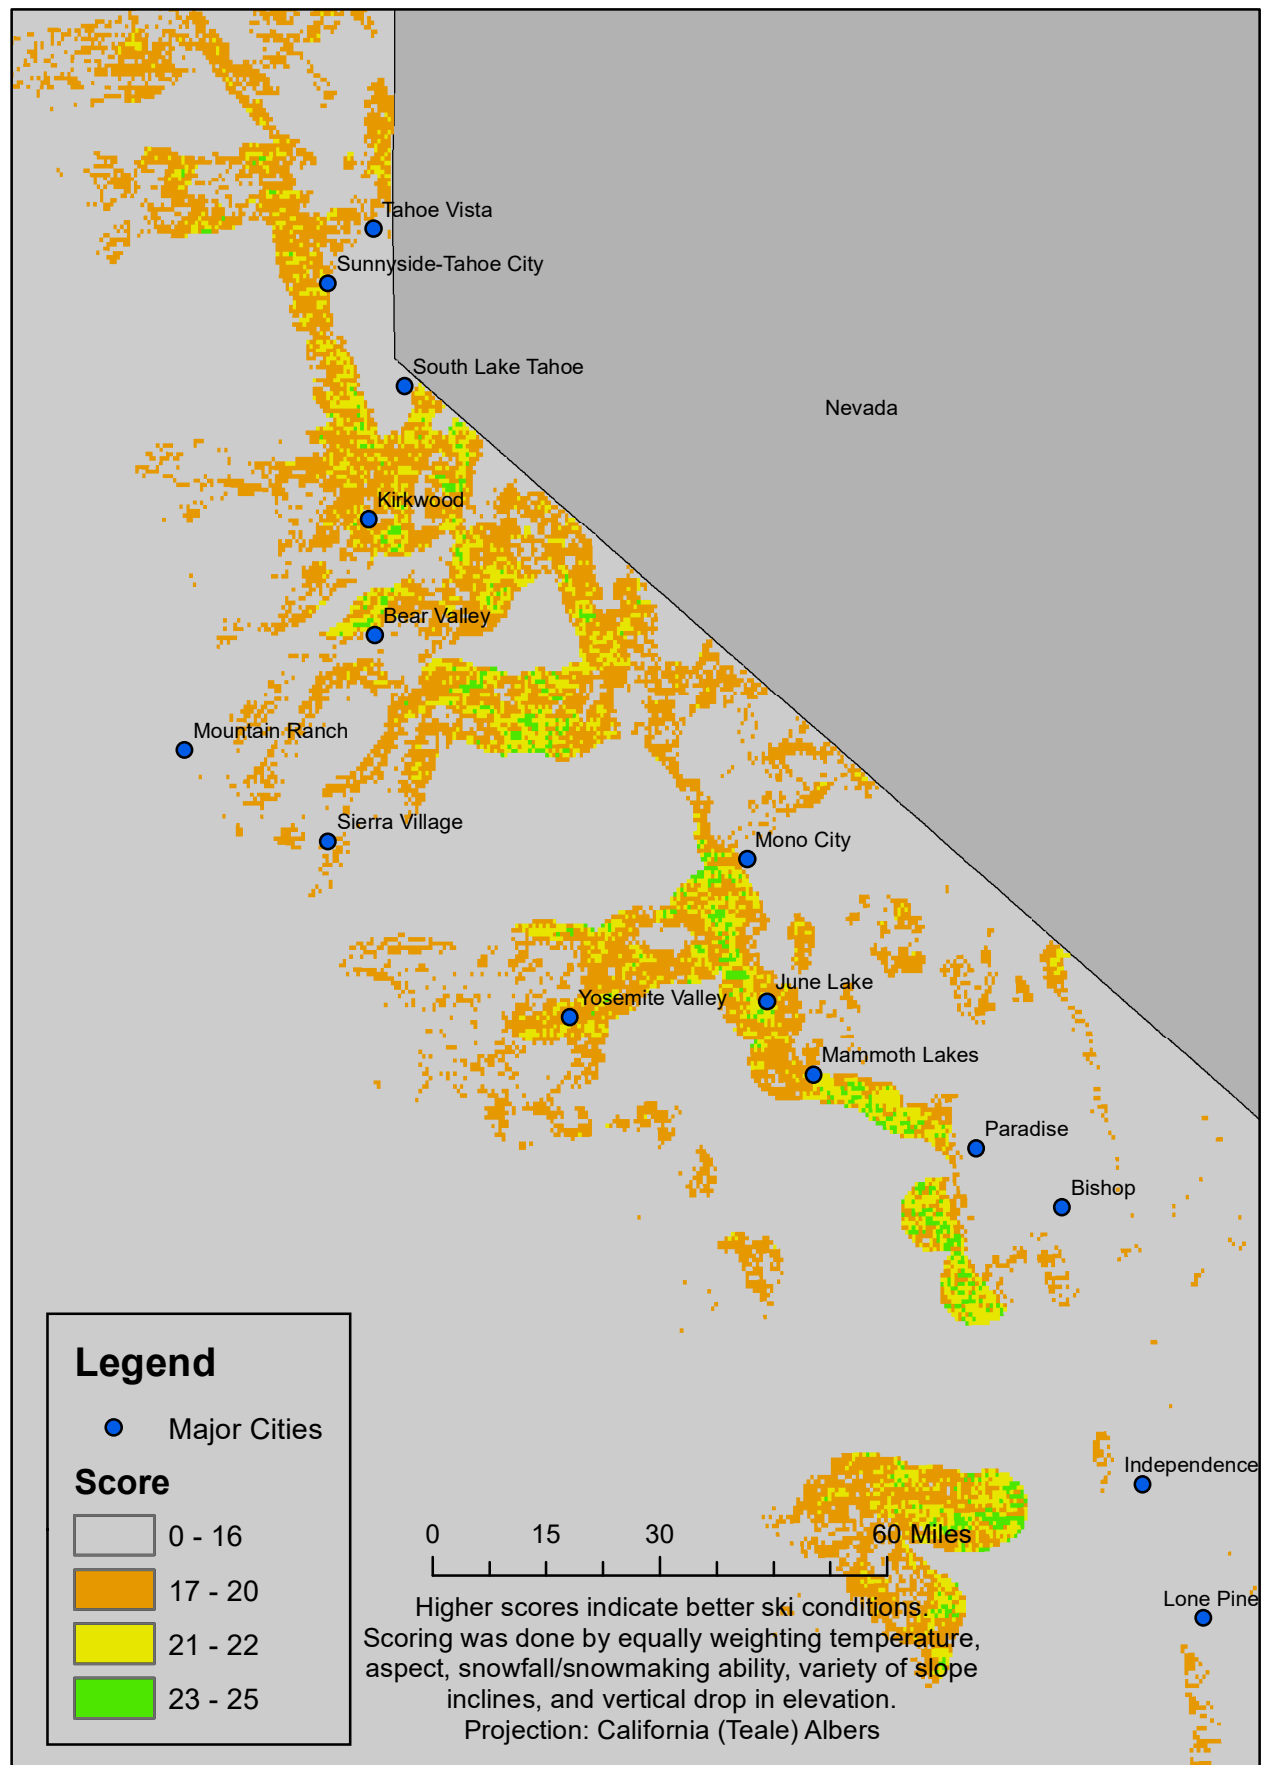 Tahoe Vista
Sunnyside-Tahoe City
South Lake Tahoe
Nevada
Kirkwood
Bear Valley
Mountain Ranch
Sierra Village
Mono City
June Lake
Yosemite Valley
Mammoth Lakes
Paradise
Bishop
Legend
Major Cities
Score
0 - 16
17 - 20
21 - 22
23 - 25
Independence
0 15 30 60 Miles
Lone Pine
Higher scores indicate better ski conditions.
Scoring was done by equally weighting temperature,
aspect, snowfall/snowmaking ability, variety of slope
inclines, and vertical drop in elevation.
Projection: California (Teale) Albers